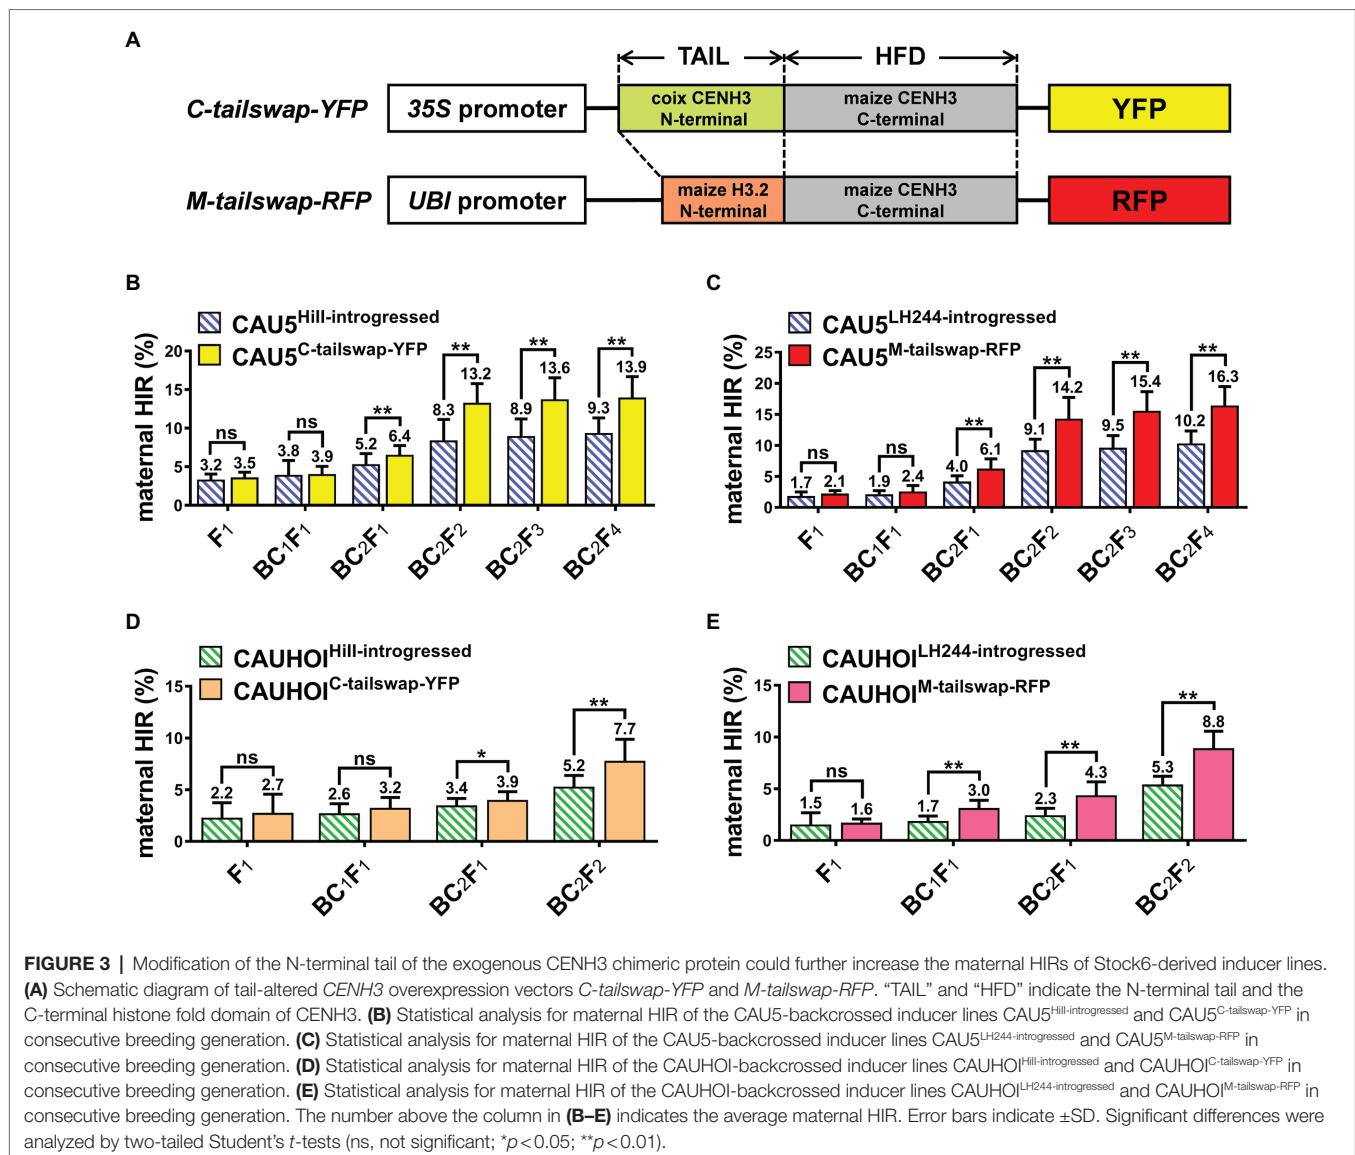 A
TAIL HFD
C-tailswap-YFP 35S promoter coix CENH3 N-terminal maize CENH3 C-terminal YFP
M-tailswap-RFP UBI promoter maize H3.2 N-terminal maize CENH3 C-terminal RFP
B
CAU5Hill-introgressed
CAU5C-tailswap-YFP
maternal HIR (%)
20
15
10
5
0
ns ns ** ** ** **
3.2 3.5 3.8 3.9 5.2 6.4 8.3 13.2 8.9 13.6 9.3 13.9
F1 BC1F1 BC2F1 BC2F2 BC2F3 BC2F4
C
CAU5LH244-introgressed
CAU5M-tailswap-RFP
maternal HIR (%)
25
20
15
10
5
0
ns ns ** ** ** **
1.7 2.1 1.9 2.4 4.0 6.1 9.1 14.2 9.5 15.4 10.2 16.3
F1 BC1F1 BC2F1 BC2F2 BC2F3 BC2F4
D
CAUHOIHill-introgressed
CAUHOIC-tailswap-YFP
maternal HIR (%)
15
10
5
0
ns ns * **
2.2 2.7 2.6 3.2 3.4 3.9 5.2 7.7
F1 BC1F1 BC2F1 BC2F2
E
CAUHOILH244-introgressed
CAUHOIM-tailswap-RFP
maternal HIR (%)
15
10
5
0
ns ** ** **
1.5 1.6 1.7 3.0 2.3 4.3 5.3 8.8
F1 BC1F1 BC2F1 BC2F2
FIGURE 3 | Modification of the N-terminal tail of the exogenous CENH3 chimeric protein could further increase the maternal HIRs of Stock6-derived inducer lines.
(A) Schematic diagram of tail-altered CENH3 overexpression vectors C-tailswap-YFP and M-tailswap-RFP. “TAIL” and “HFD” indicate the N-terminal tail and the
C-terminal histone fold domain of CENH3. (B) Statistical analysis for maternal HIR of the CAU5-backcrossed inducer lines CAU5Hill-introgressed and CAU5C-tailswap-YFP in
consecutive breeding generation. (C) Statistical analysis for maternal HIR of the CAU5-backcrossed inducer lines CAU5LH244-introgressed and CAU5M-tailswap-RFP in
consecutive breeding generation. (D) Statistical analysis for maternal HIR of the CAUHOI-backcrossed inducer lines CAUHOIHill-introgressed and CAUHOIC-tailswap-YFP in
consecutive breeding generation. (E) Statistical analysis for maternal HIR of the CAUHOI-backcrossed inducer lines CAUHOILH244-introgressed and CAUHOIM-tailswap-RFP in
consecutive breeding generation. The number above the column in (B–E) indicates the average maternal HIR. Error bars indicate ±SD. Significant differences were
analyzed by two-tailed Student’s t-tests (ns, not significant; *p<0.05; **p<0.01).